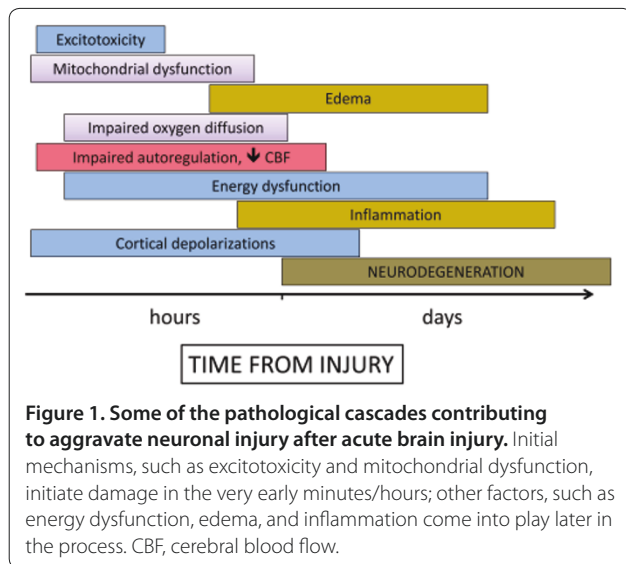 Excitotoxicity
Mitochondrial dysfunction
Edema
Impaired oxygen diffusion
Impaired autoregulation, ↓ CBF
Energy dysfunction
Inflammation
Cortical depolarizations
NEURODEGENERATION
hours days
TIME FROM INJURY
Figure 1. Some of the pathological cascades contributing
to aggravate neuronal injury after acute brain injury. Initial
mechanisms, such as excitotoxicity and mitochondrial dysfunction,
initiate damage in the very early minutes/hours; other factors, such as
energy dysfunction, edema, and inflammation come into play later in
the process. CBF, cerebral blood flow.